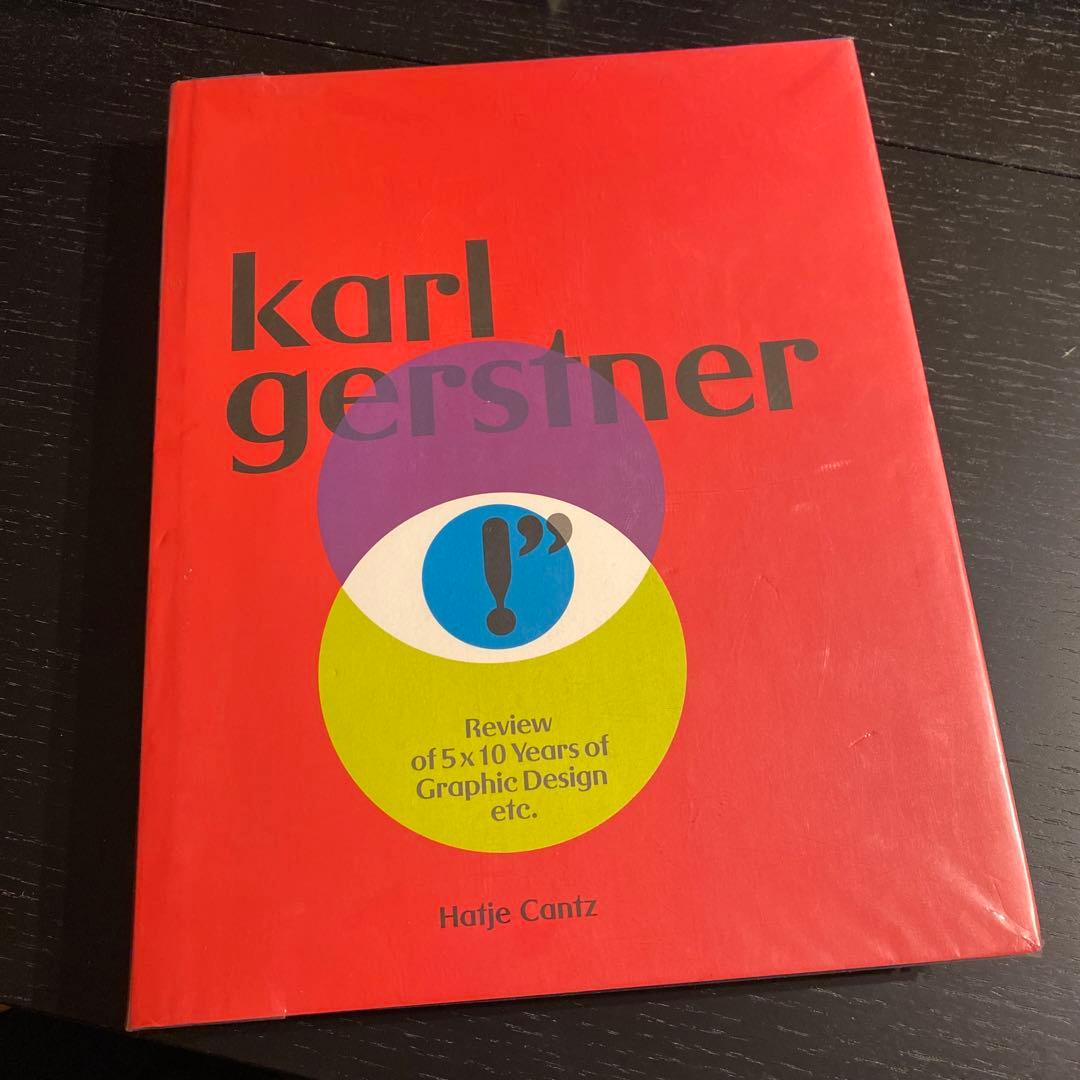 karl
gerstner
!”
Review
of 5 x 10 Years of
Graphic Design
etc.
Hatje Cantz